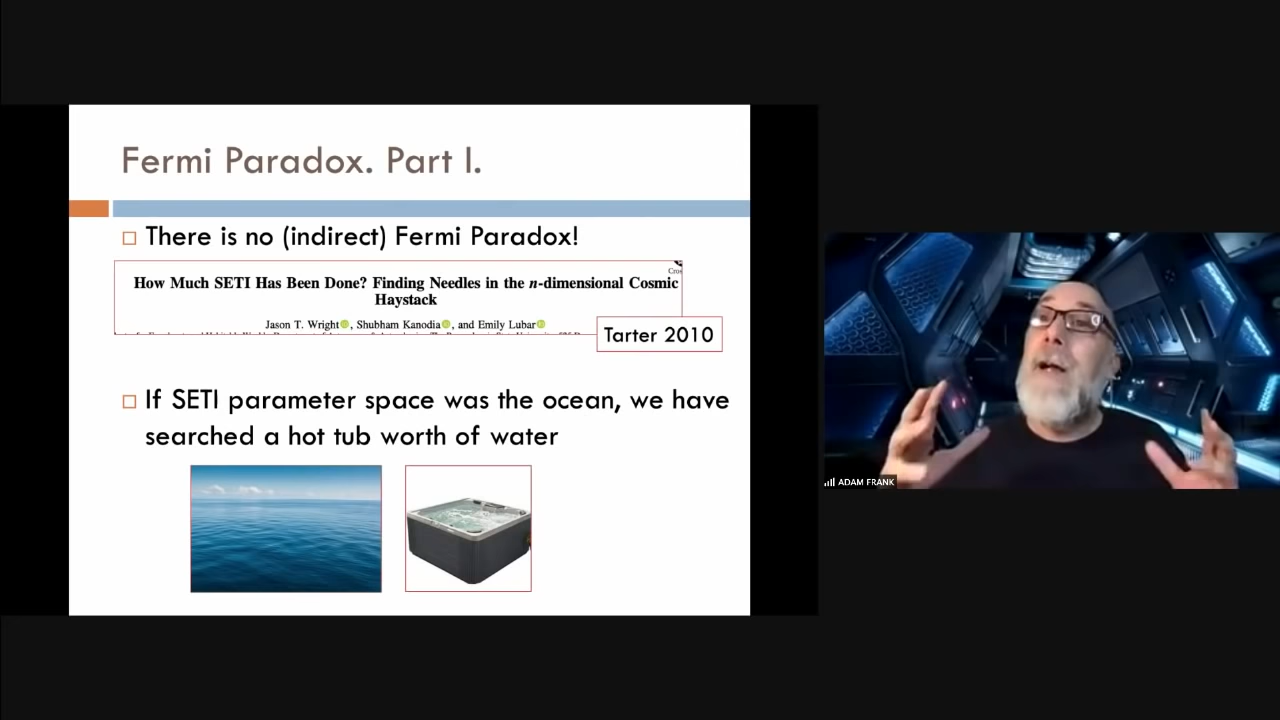 Fermi Paradox. Part I.
There is no (indirect) Fermi Paradox!
Cros
How Much SETI Has Been Done? Finding Needles in the n-dimensional Cosmic
Haystack
Jason T. Wright, Shubham Kanodia, and Emily Lubar
Tarter 2010
If SETI parameter space was the ocean, we have
searched a hot tub worth of water
ADAM FRANK